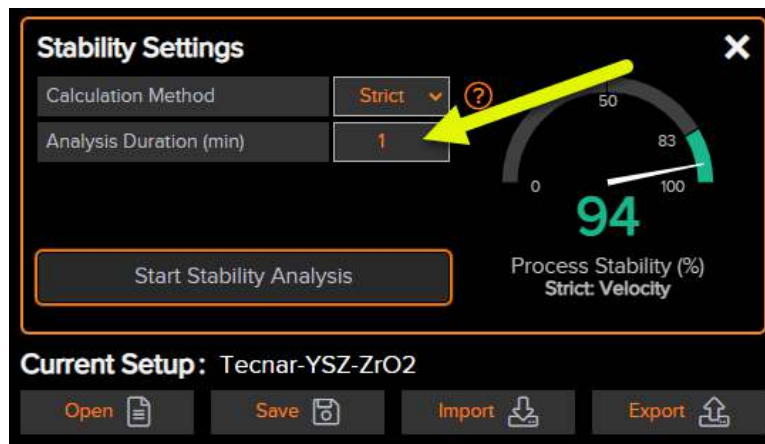 Stability Settings
Calculation Method
Strict
?
Analysis Duration (min)
1
Start Stability Analysis
0
50
83
100
94
Process Stability (%)
Strict: Velocity
Current Setup: Tecnar-YSZ-ZrO2
Open
Save
Import
Export